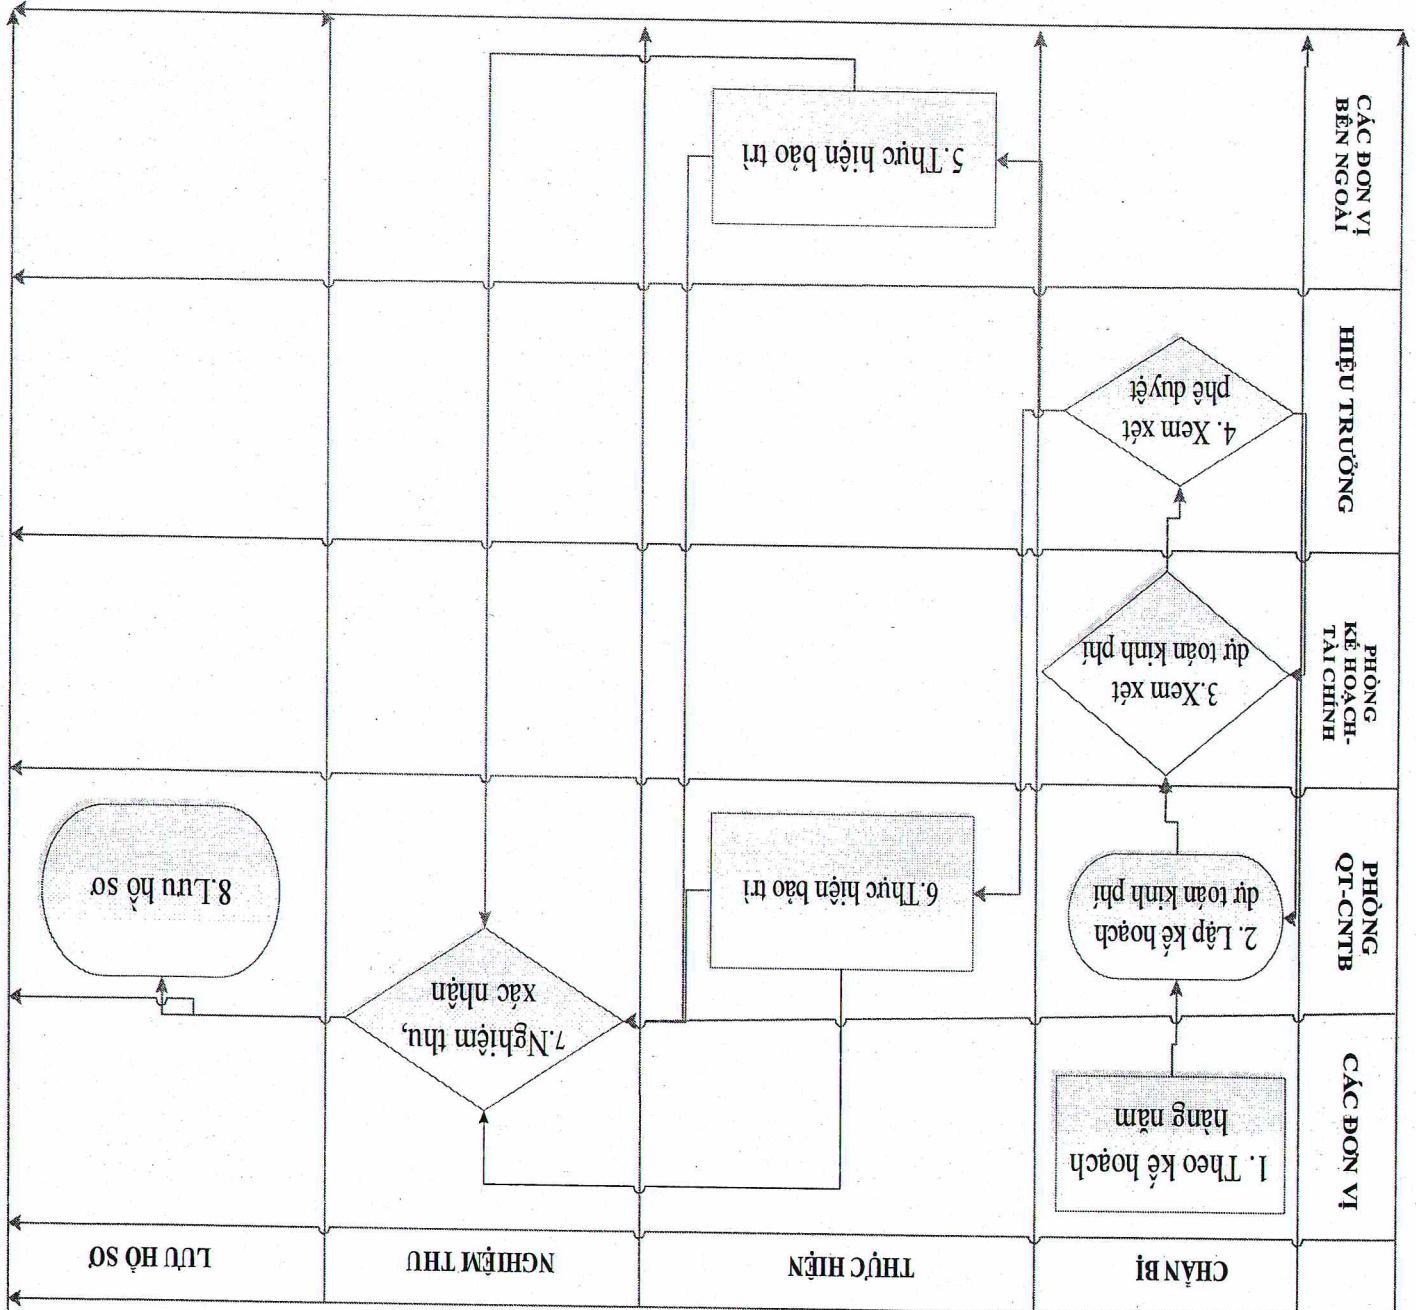 CHẨN BỊ
THỰC HIỆN
NGHIỆM THU
LƯU HỒ SƠ
CÁC ĐƠN VỊ
1. Theo kế hoạch
hàng năm
PHÒNG
QT-CNTB
2. Lập kế hoạch
dự toán kinh phí
6.Thực hiện bảo trì
7.Nghiệm thu,
xác nhận
8.Lưu hồ sơ
PHÒNG
KẾ HOẠCH-
TÀI CHÍNH
3.Xem xét
dự toán kinh phí
HIỆU TRƯỞNG
4. Xem xét
phê duyệt
CÁC ĐƠN VỊ
BÊN NGOÀI
5.Thực hiện bảo trì